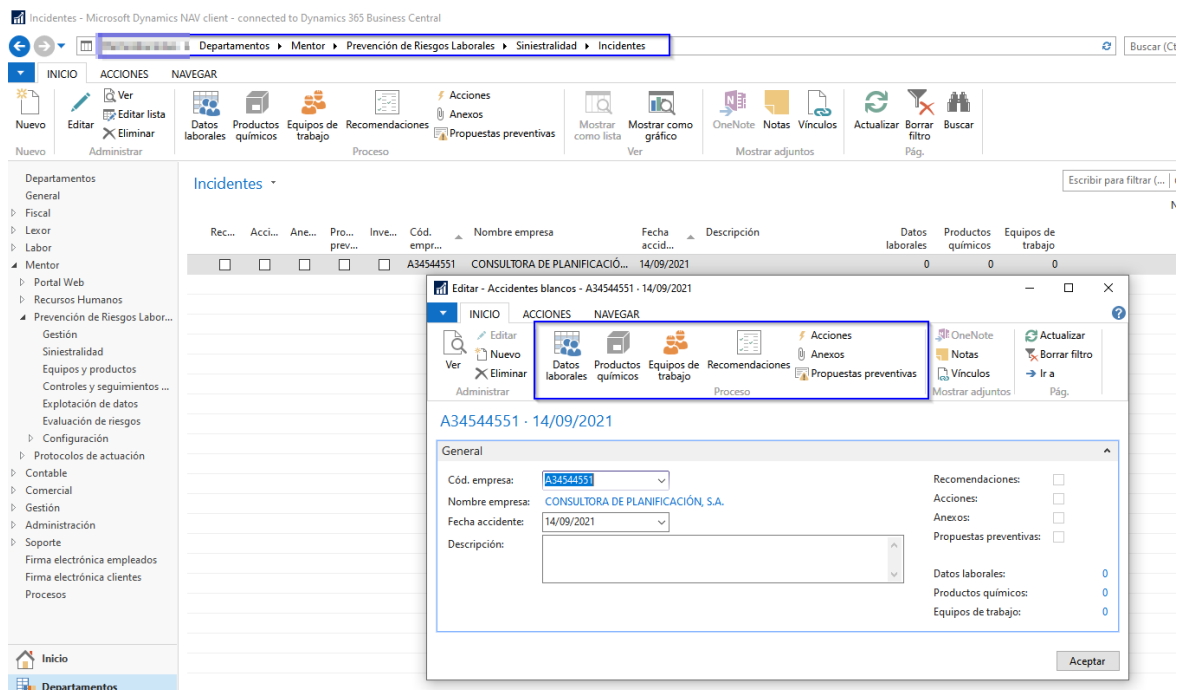 Incidentes - Microsoft Dynamics NAV client - connected to Dynamics 365 Business Central
Departamentos Mentor Prevención de Riesgos Laborales Siniestralidad Incidentes
Buscar (Ct
INICIO ACCIONES NAVEGAR
Nuevo
Editar
Ver
Editar lista
Eliminar
Datos laborales
Productos químicos
Equipos de trabajo
Recomendaciones
Acciones
Anexos
Propuestas preventivas
Mostrar como lista
Mostrar como gráfico
OneNote
Notas
Vínculos
Actualizar
Borrar filtro
Buscar
Nuevo Administrar Proceso Ver Mostrar adjuntos Pág.
Departamentos
General
Fiscal
Lexor
Labor
Mentor
Portal Web
Recursos Humanos
Prevención de Riesgos Labor...
Gestión
Siniestralidad
Equipos y productos
Controles y seguimientos ...
Explotación de datos
Evaluación de riesgos
Configuración
Protocolos de actuación
Contable
Comercial
Gestión
Administración
Soporte
Firma electrónica empleados
Firma electrónica clientes
Procesos
Inicio
Departamentos
Incidentes
Escribir para filtrar (...
Rec... Acci... Ane... Pro... prev... Inve... Cód. empr... Nombre empresa Fecha accid... Descripción Datos laborales Productos químicos Equipos de trabajo
A34544551 CONSULTORA DE PLANIFICACIÓ... 14/09/2021 0 0 0
Editar - Accidentes blancos - A34544551 · 14/09/2021
INICIO ACCIONES NAVEGAR
Ver
Editar
Nuevo
Eliminar
Datos laborales
Productos químicos
Equipos de trabajo
Recomendaciones
Acciones
Anexos
Propuestas preventivas
OneNote
Notas
Vínculos
Actualizar
Borrar filtro
Ir a
Administrar Proceso Mostrar adjuntos Pág.
A34544551 · 14/09/2021
General
Cód. empresa: A34544551
Nombre empresa: CONSULTORA DE PLANIFICACIÓN, S.A.
Fecha accidente: 14/09/2021
Descripción:
Recomendaciones:
Acciones:
Anexos:
Propuestas preventivas:
Datos laborales: 0
Productos químicos: 0
Equipos de trabajo: 0
Aceptar